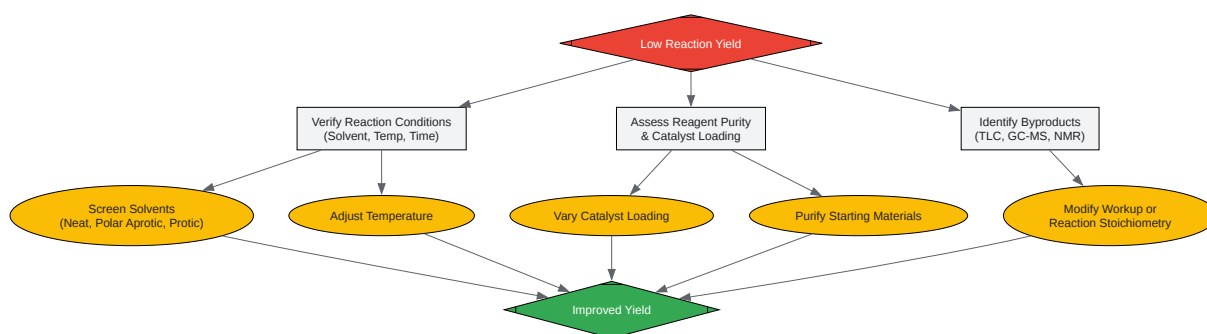 Low Reaction Yield
Verify Reaction Conditions
(Solvent, Temp, Time)
Assess Reagent Purity
& Catalyst Loading
Identify Byproducts
(TLC, GC-MS, NMR)
Screen Solvents
(Neat, Polar Aprotic, Protic)
Adjust Temperature
Vary Catalyst Loading
Purify Starting Materials
Modify Workup or
Reaction Stoichiometry
Improved Yield